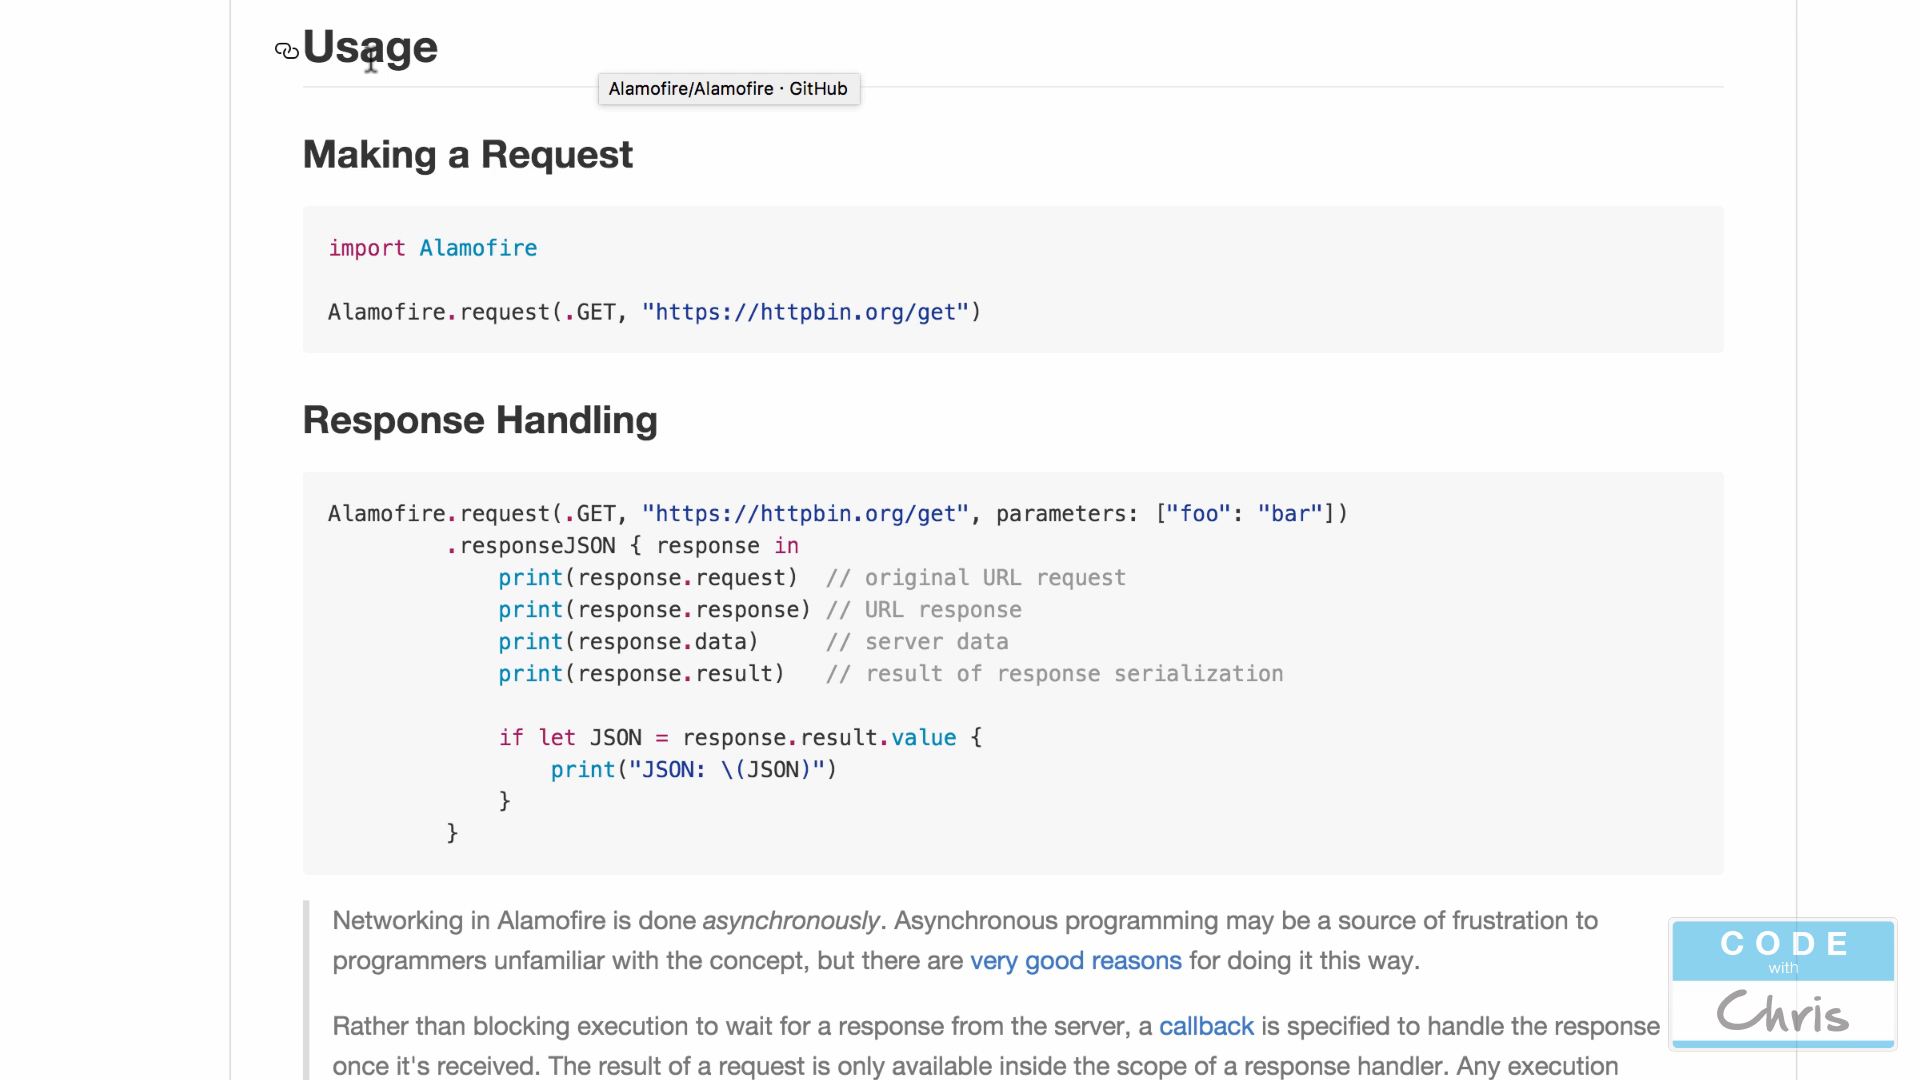 Usage
Alamofire/Alamofire · GitHub
Making a Request
import Alamofire
Alamofire.request(.GET, "https://httpbin.org/get")
Response Handling
Alamofire.request(.GET, "https://httpbin.org/get", parameters: ["foo": "bar"])
.responseJSON { response in
print(response.request)  // original URL request
print(response.response) // URL response
print(response.data)     // server data
print(response.result)   // result of response serialization
if let JSON = response.result.value {
print("JSON: \(JSON)")
}
}
Networking in Alamofire is done asynchronously. Asynchronous programming may be a source of frustration to
programmers unfamiliar with the concept, but there are very good reasons for doing it this way.
Rather than blocking execution to wait for a response from the server, a callback is specified to handle the response
once it's received. The result of a request is only available inside the scope of a response handler. Any execution
CODE
with
Chris